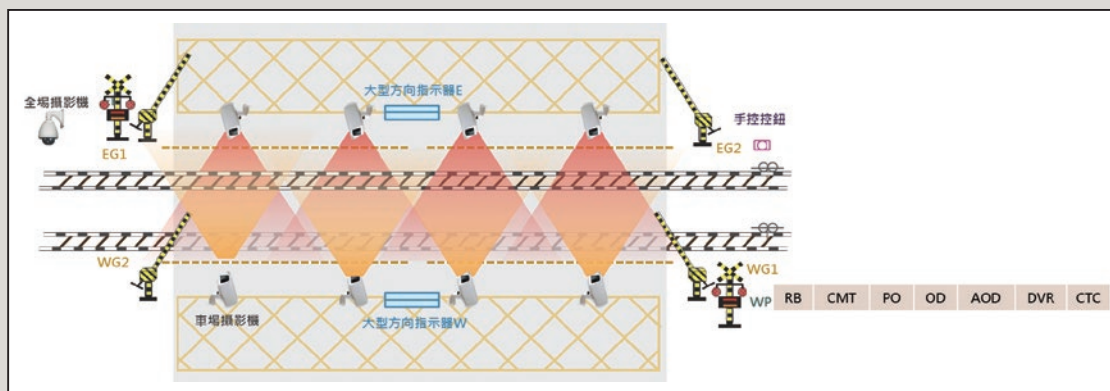 全場攝影機
大型方向指示器E
手控控鈕
EG1
EG2
WG2
WG1
WP
RB CMT PO OD AOD DVR CTC
車場攝影機
大型方向指示器W